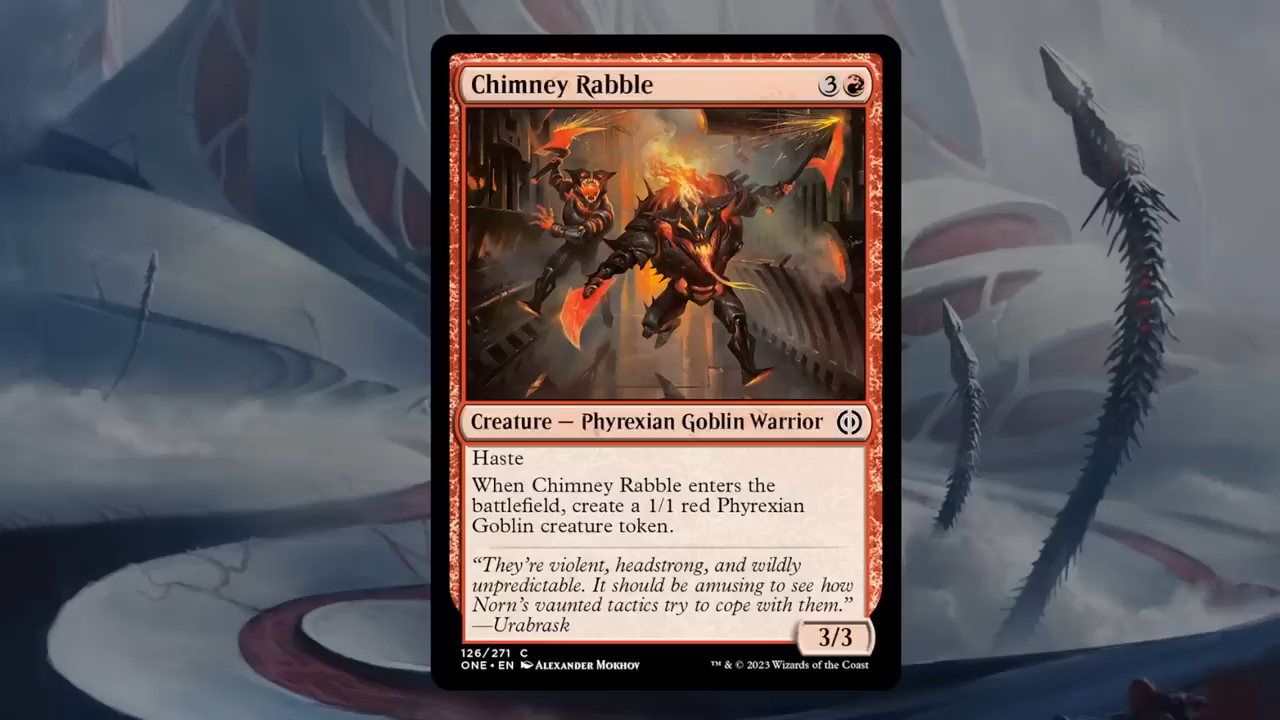 Chimney Rabble 3
Creature — Phyrexian Goblin Warrior
Haste
When Chimney Rabble enters the
battlefield, create a 1/1 red Phyrexian
Goblin creature token.
“They’re violent, headstrong, and wildly
unpredictable. It should be amusing to see how
Norn’s vaunted tactics try to cope with them.”
—Urabrask
3/3
126/271 C
ONE • EN Alexander Mokhov
™ & © 2023 Wizards of the Coast